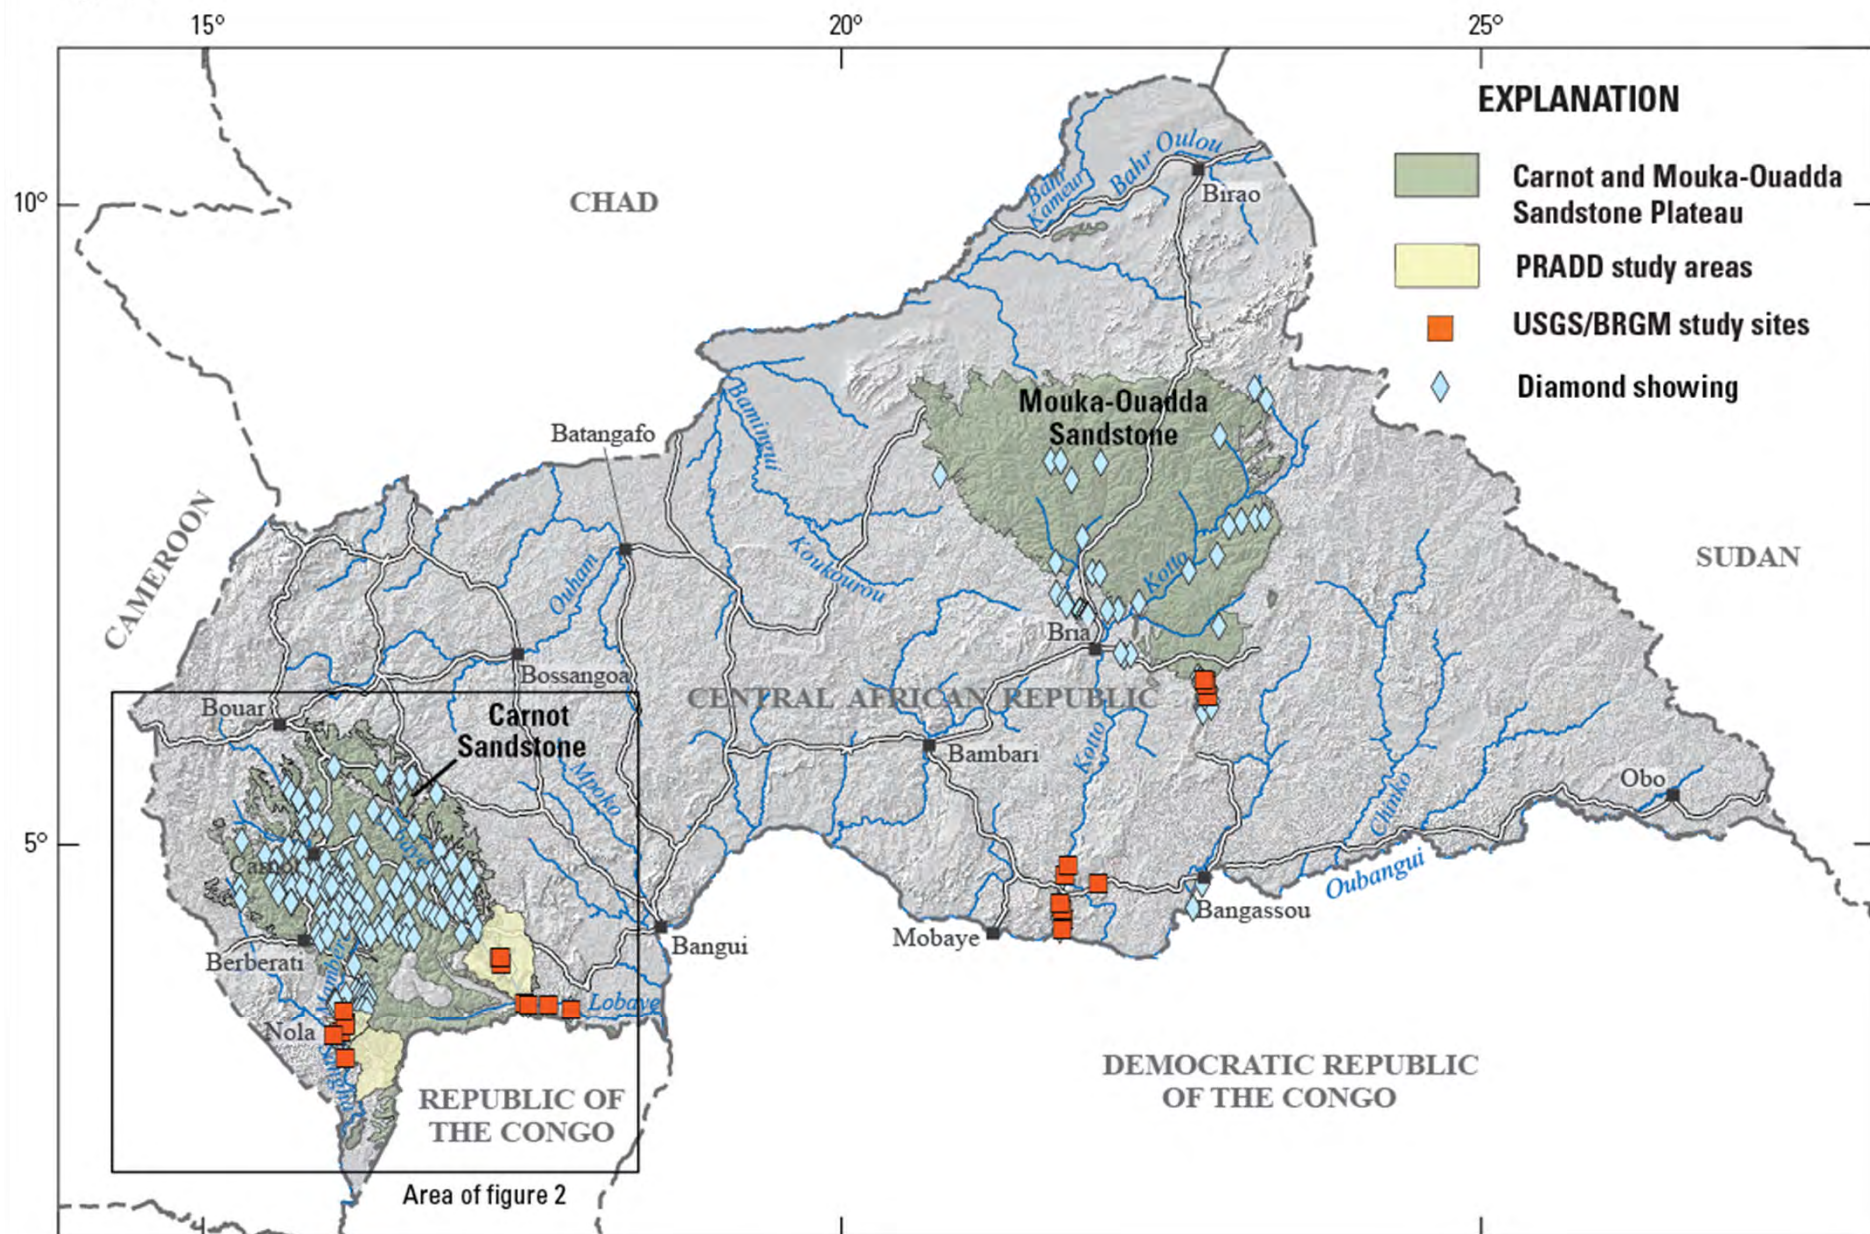 15°
20°
25°
10°
5°
EXPLANATION
Carnot and Mouka-Ouadda
Sandstone Plateau
PRADD study areas
USGS/BRGM study sites
Diamond showing
CHAD
Bahr
Kameur
Bahr Oulou
Birao
Mouka-Ouadda
Sandstone
Batangafo
Bamingui
CAMEROON
SUDAN
Koukourou
Ouham
Kotto
Bria
Bossangoa
CENTRAL AFRICAN REPUBLIC
Bouar
Carnot
Sandstone
Bambari
Kotto
Mpoko
Obo
Chinko
Carnot
Oubangui
Bangassou
Mobaye
Bangui
Berberati
Lobaye
Nola
REPUBLIC OF
THE CONGO
DEMOCRATIC REPUBLIC
OF THE CONGO
Area of figure 2